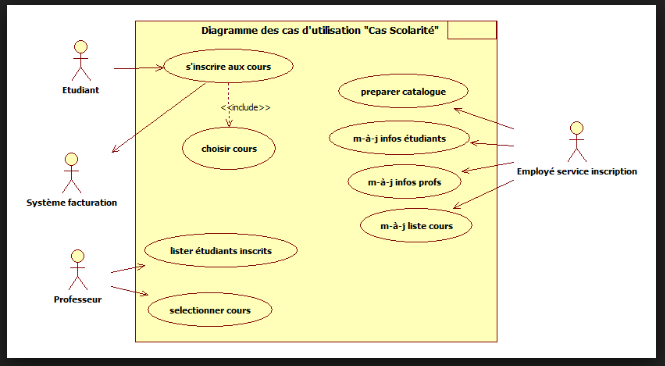 Diagramme des cas d'utilisation "Cas Scolarité"
s'inscrire aux cours
Etudiant
preparer catalogue
<<include>>
m-à-j infos étudiants
choisir cours
Employé service inscription
m-à-j infos profs
Système facturation
m-à-j liste cours
lister étudiants inscrits
Professeur
selectionner cours